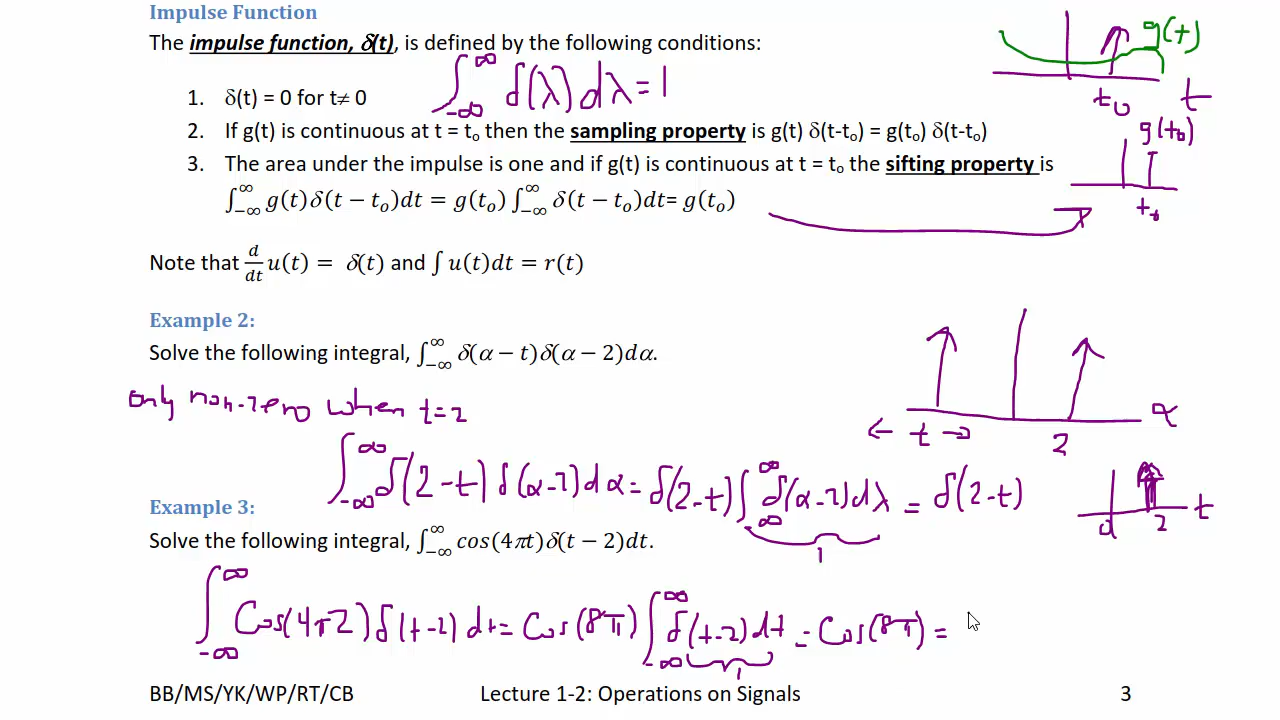 Impulse Function
The impulse function, δ(t), is defined by the following conditions:
∫_{-∞}^{∞} δ(λ) dλ = 1
1. δ(t) = 0 for t≠ 0
2. If g(t) is continuous at t = tₒ then the sampling property is g(t) δ(t-tₒ) = g(tₒ) δ(t-tₒ)
3. The area under the impulse is one and if g(t) is continuous at t = tₒ the sifting property is
∫_{-∞}^{∞} g(t)δ(t − tₒ)dt = g(tₒ) ∫_{-∞}^{∞} δ(t − tₒ)dt= g(tₒ)
g(t)
t₀ t
g(t₀)
t₀
Note that d/dt u(t) = δ(t) and ∫ u(t)dt = r(t)
Example 2:
Solve the following integral, ∫_{-∞}^{∞} δ(α − t)δ(α − 2)dα.
only non-zero when t=2
← t → 2 α
∫_{-∞}^{∞} δ(2-t) δ(α-2) dα = δ(2-t) ∫_{∞}^{∞} δ(α-2) dλ = δ(2-t)
1
2 t
Example 3:
Solve the following integral, ∫_{-∞}^{∞} cos(4πt)δ(t − 2)dt.
∫_{-∞}^{∞} Cos(4π2) δ(t-2) dt = Cos(8π) ∫_{-∞}^{∞} δ(t-2) dt = Cos(8π) =
1
BB/MS/YK/WP/RT/CB
Lecture 1-2: Operations on Signals
3